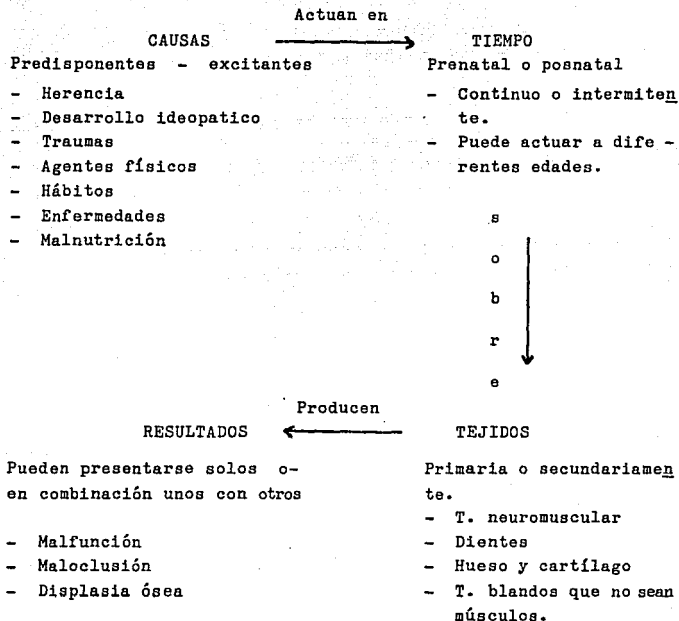 Actuan en
CAUSAS TIEMPO
Predisponentes - excitantes
- Herencia
- Desarrollo ideopatico
- Traumas
- Agentes físicos
- Hábitos
- Enfermedades
- Malnutrición
Prenatal o posnatal
- Continuo o intermiten
te.
- Puede actuar a dife -
rentes edades.
s
o
b
r
e
Producen
RESULTADOS TEJIDOS
Pueden presentarse solos o-
en combinación unos con otros
- Malfunción
- Maloclusión
- Displasia ósea
Primaria o secundariamen
te.
- T. neuromuscular
- Dientes
- Hueso y cartílago
- T. blandos que no sean
músculos.